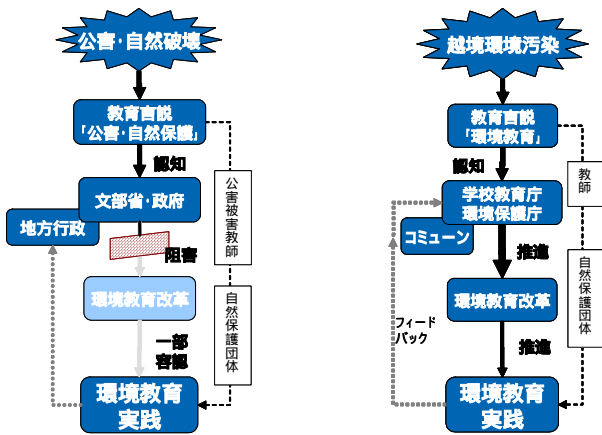 公害・自然破壊
教育言説
「公害・自然保護」
認知
文部省・政府
地方行政
阻害
公害被害教師
環境教育改革
自然保護団体
一部
容認
環境教育
実践
越境環境汚染
教育言説
「環境教育」
認知
教師
学校教育庁
環境保護庁
コミューン
推進
自然保護団体
環境教育改革
フィード
バック
推進
環境教育
実践